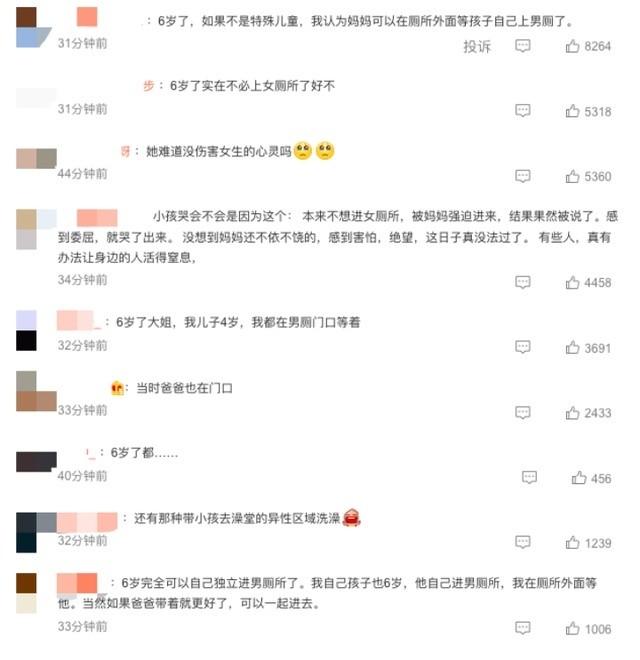 ：6岁了，如果不是特殊儿童，我认为妈妈可以在厕所外面等孩子自己上男厕了。
31分钟前
投诉
8264
步：6岁了实在不必上女厕所了好不
31分钟前
5318
呀：她难道没伤害女生的心灵吗🥺🥺
44分钟前
5360
小孩哭会不会是因为这个： 本来不想进女厕所，被妈妈强迫进来，结果果然被说了。感
到委屈，就哭了出来。 没想到妈妈还不依不饶的，感到害怕，绝望，这日子真没法过了。 有些人，真有
办法让身边的人活得窒息，
34分钟前
4458
_：6岁了大姐，我儿子4岁，我都在男厕门口等着
32分钟前
3691
：当时爸爸也在门口
33分钟前
2433
_：6岁了都......
40分钟前
456
：还有那种带小孩去澡堂的异性区域洗澡
32分钟前
1239
：6岁完全可以自己独立进男厕所了。我自己孩子也6岁，他自己进男厕所，我在厕所外面等
他。当然如果爸爸带着就更好了，可以一起进去。
33分钟前
1006